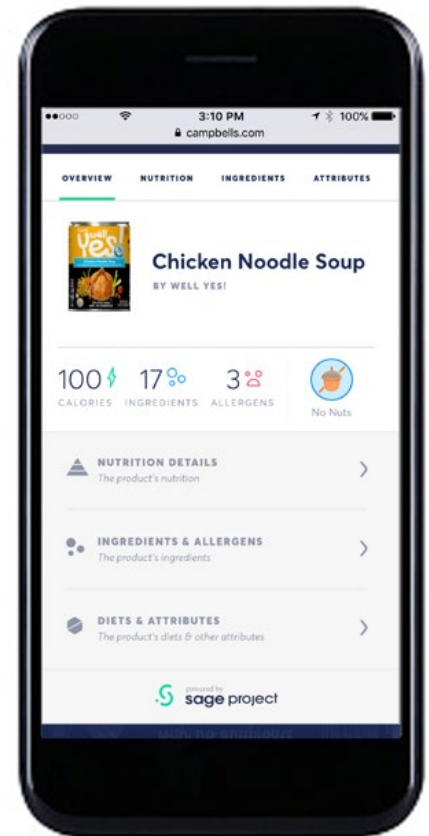 3:10 PM
100%
campbells.com
OVERVIEW NUTRITION INGREDIENTS ATTRIBUTES
well
Yes!
Chicken Noodle Soup
BY WELL YES!
100 17 3
CALORIES INGREDIENTS ALLERGENS
No Nuts
NUTRITION DETAILS
The product's nutrition
INGREDIENTS & ALLERGENS
The product's ingredients
DIETS & ATTRIBUTES
The product's diets & other attributes
powered by
sage project